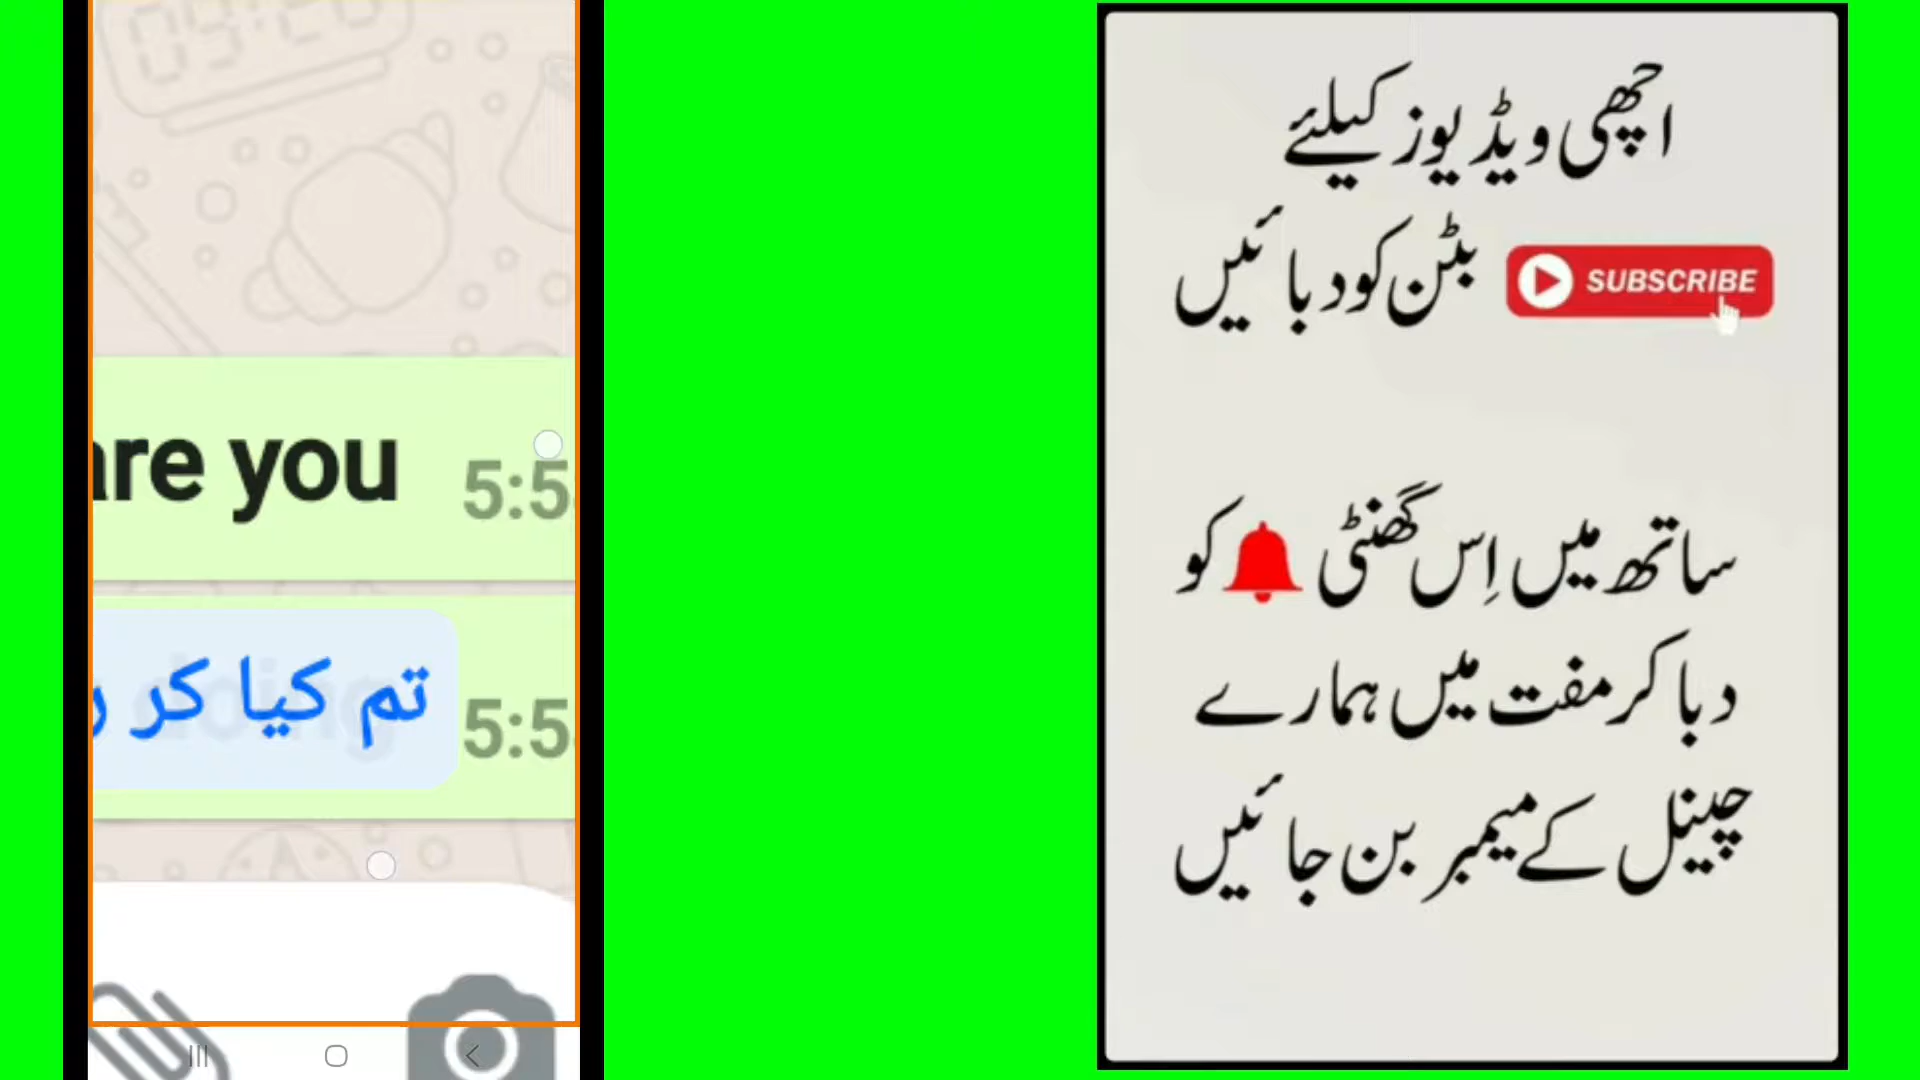 are you
5:5
تم کیا کر
5:5
اچھی ویڈیوز کیلئے
SUBSCRIBE بٹن کو دبائیں
ساتھ میں اِس گھنٹی کو
دبا کر مفت میں ہمارے
چینل کے میمبر بن جائیں